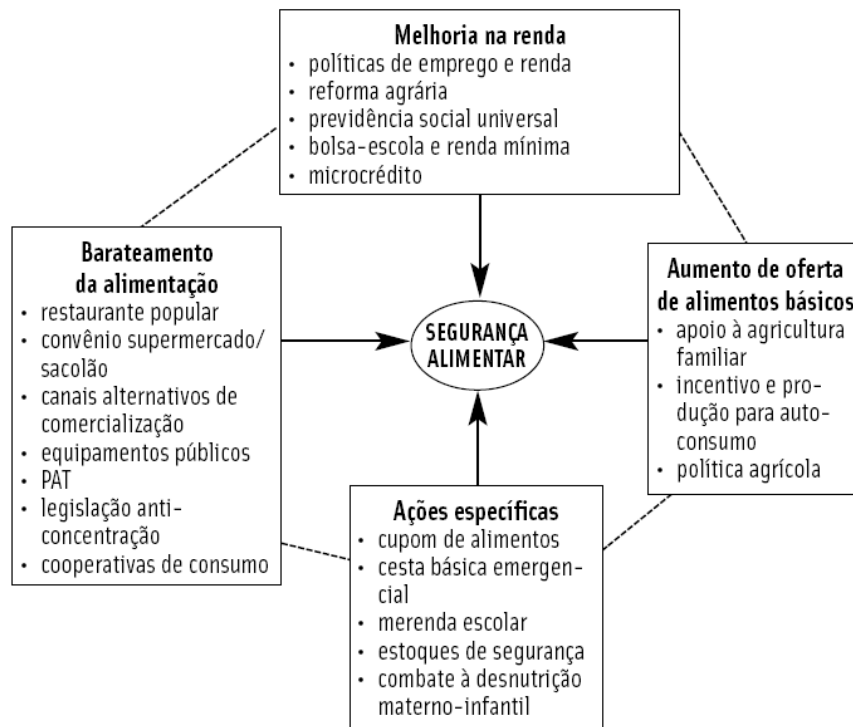 Melhoria na renda
• políticas de emprego e renda
• reforma agrária
• previdência social universal
• bolsa-escola e renda mínima
• microcrédito
Barateamento
da alimentação
• restaurante popular
• convênio supermercado/
sacolão
• canais alternativos de
comercialização
• equipamentos públicos
• PAT
• legislação anti-
concentração
• cooperativas de consumo
SEGURANÇA
ALIMENTAR
Aumento de oferta
de alimentos básicos
• apoio à agricultura
familiar
• incentivo e pro-
dução para auto-
consumo
• política agrícola
Ações específicas
• cupom de alimentos
• cesta básica emergen-
cial
• merenda escolar
• estoques de segurança
• combate à desnutrição
materno-infantil